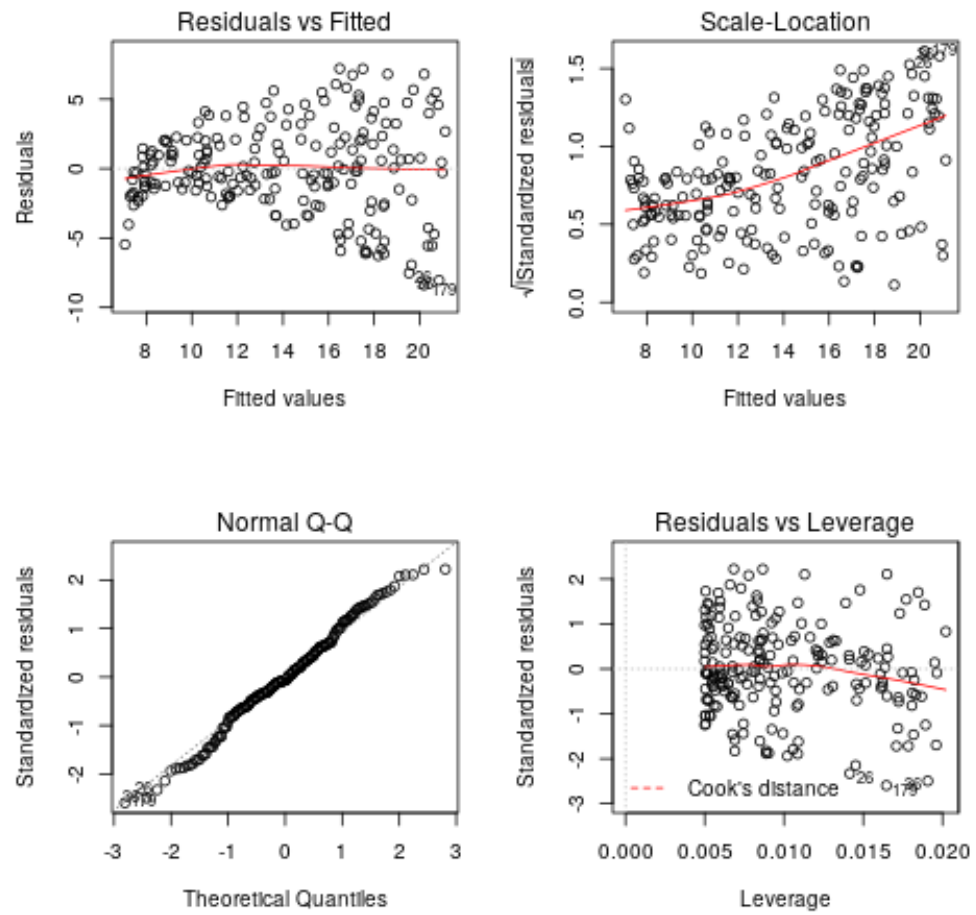 Residuals vs Fitted
Residuals
5
0
-5
-10
26
179
8 10 12 14 16 18 20
Fitted values
Scale-Location
√|Standardized residuals|
1.5
1.0
0.5
0.0
179
26
8 10 12 14 16 18 20
Fitted values
Normal Q-Q
Standardized residuals
2
1
0
-1
-2
26
179
-3 -2 -1 0 1 2 3
Theoretical Quantiles
Residuals vs Leverage
Standardized residuals
2
1
0
-1
-2
-3
26
179
Cook's distance
0.000 0.005 0.010 0.015 0.020
Leverage